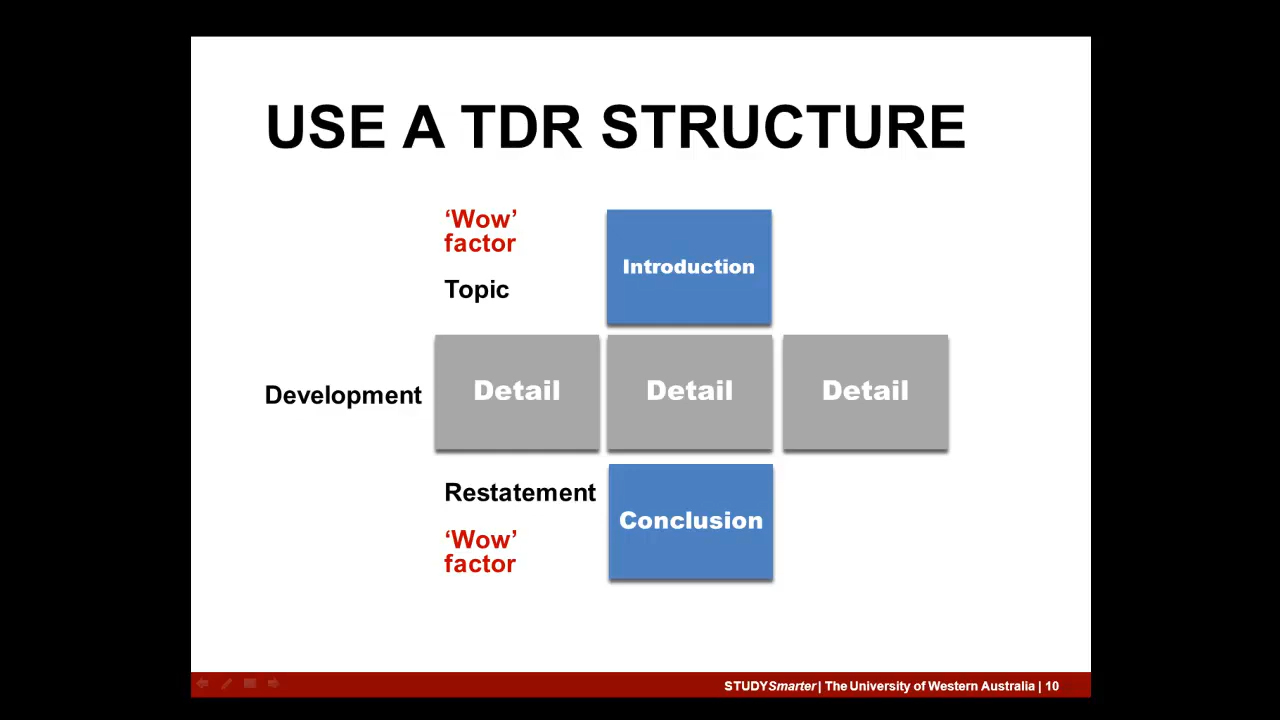 USE A TDR STRUCTURE
‘Wow’
factor
Topic
Introduction
Development
Detail
Detail
Detail
Restatement
‘Wow’
factor
Conclusion
STUDYSmarter | The University of Western Australia | 10